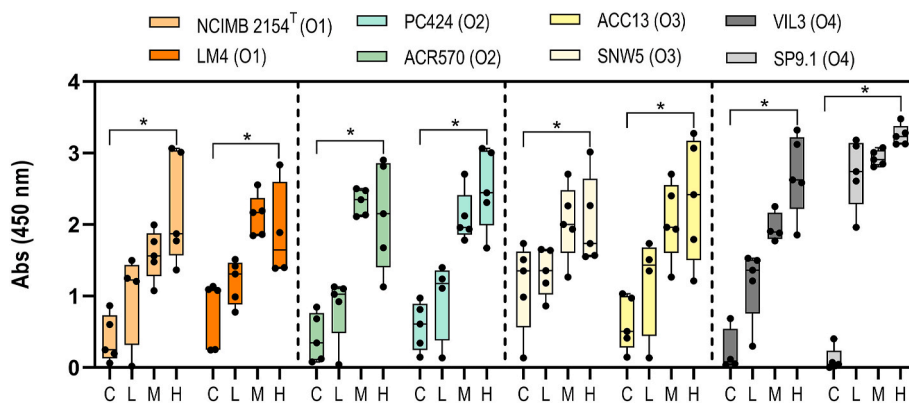 NCIMB 2154T (O1) PC424 (O2) ACC13 (O3) VIL3 (O4)
LM4 (O1) ACR570 (O2) SNW5 (O3) SP9.1 (O4)
Abs (450 nm)
4
3
2
1
0
* * * * * * * *
C L M H C L M H C L M H C L M H C L M H C L M H C L M H C L M H